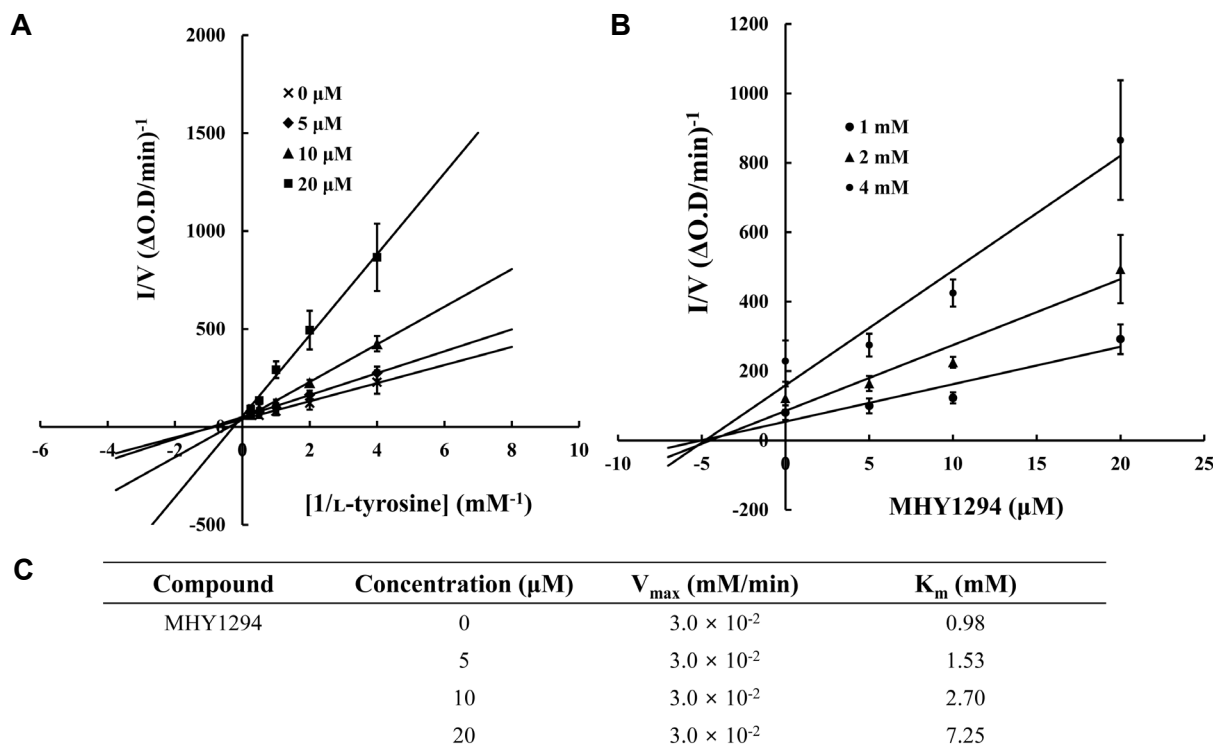 A
2000
1500
1000
500
0
-500
I/V (ΔO.D/min)-1
0 μM
5 μM
10 μM
20 μM
-6 -4 -2 0 2 4 6 8 10
[1/L-tyrosine] (mM-1)
B
1200
1000
800
600
400
200
0
-200
I/V (ΔO.D/min)-1
1 mM
2 mM
4 mM
-10 -5 0 5 10 15 20 25
MHY1294 (μM)
C
Compound Concentration (μM) Vmax (mM/min) Km (mM)
MHY1294 0 3.0 × 10-2 0.98
5 3.0 × 10-2 1.53
10 3.0 × 10-2 2.70
20 3.0 × 10-2 7.25